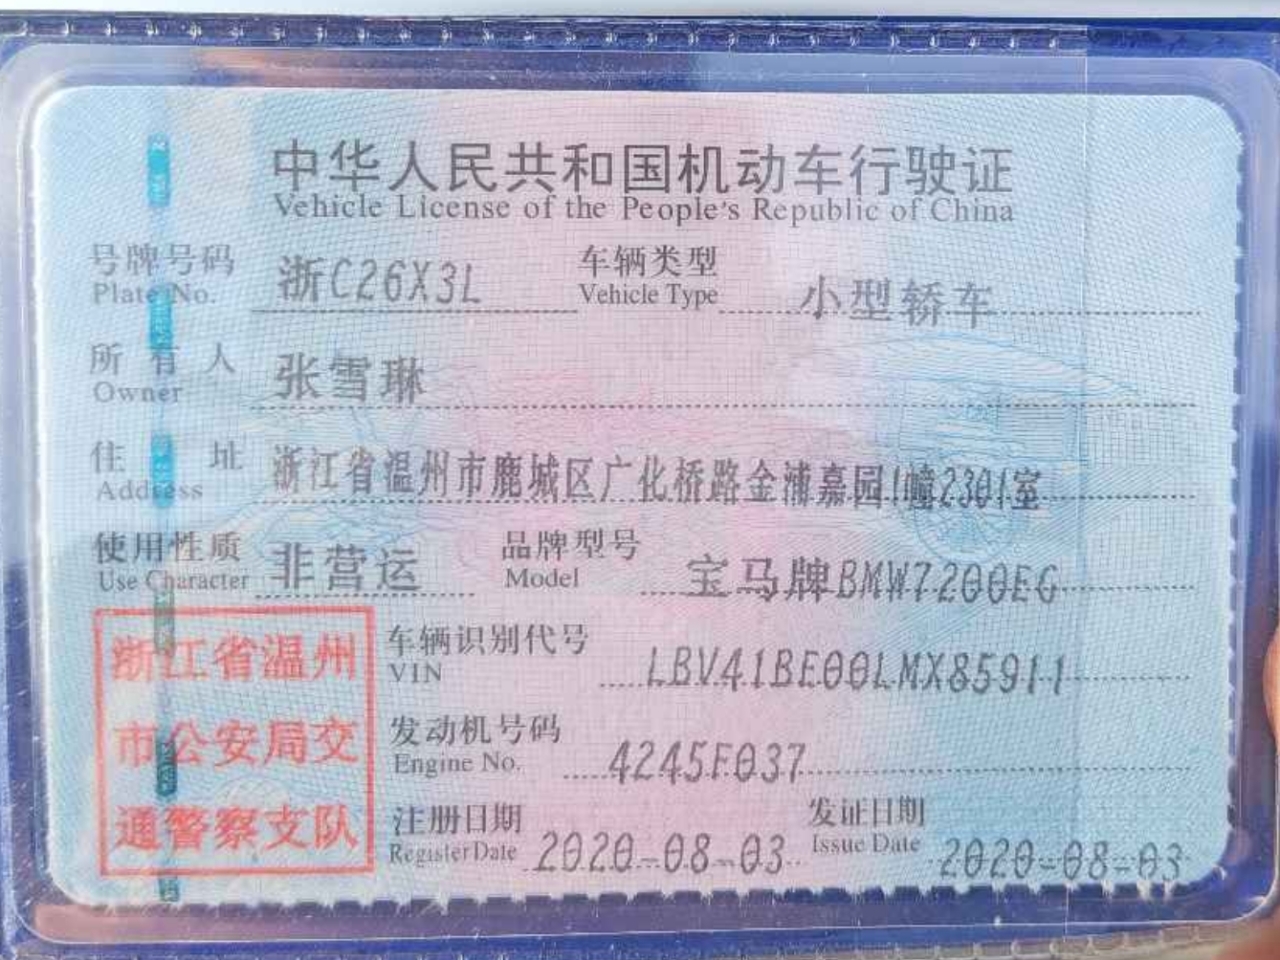 中华人民共和国机动车行驶证
Vehicle License of the People's Republic of China
号牌号码 浙C26X3L 车辆类型 小型轿车
Plate No. Vehicle Type
所有人 张雪琳
Owner
住址 浙江省温州市鹿城区广化桥路金浦嘉园1幢2301室
Address
使用性质 非营运 品牌型号 宝马牌BMW7200EG
Use Character Model
浙江省温州
市公安局交
通警察支队
车辆识别代号 LBV41BE00LMX85911
VIN
发动机号码 4245F037
Engine No.
注册日期 2020-08-03 发证日期 2020-08-03
Register Date Issue Date